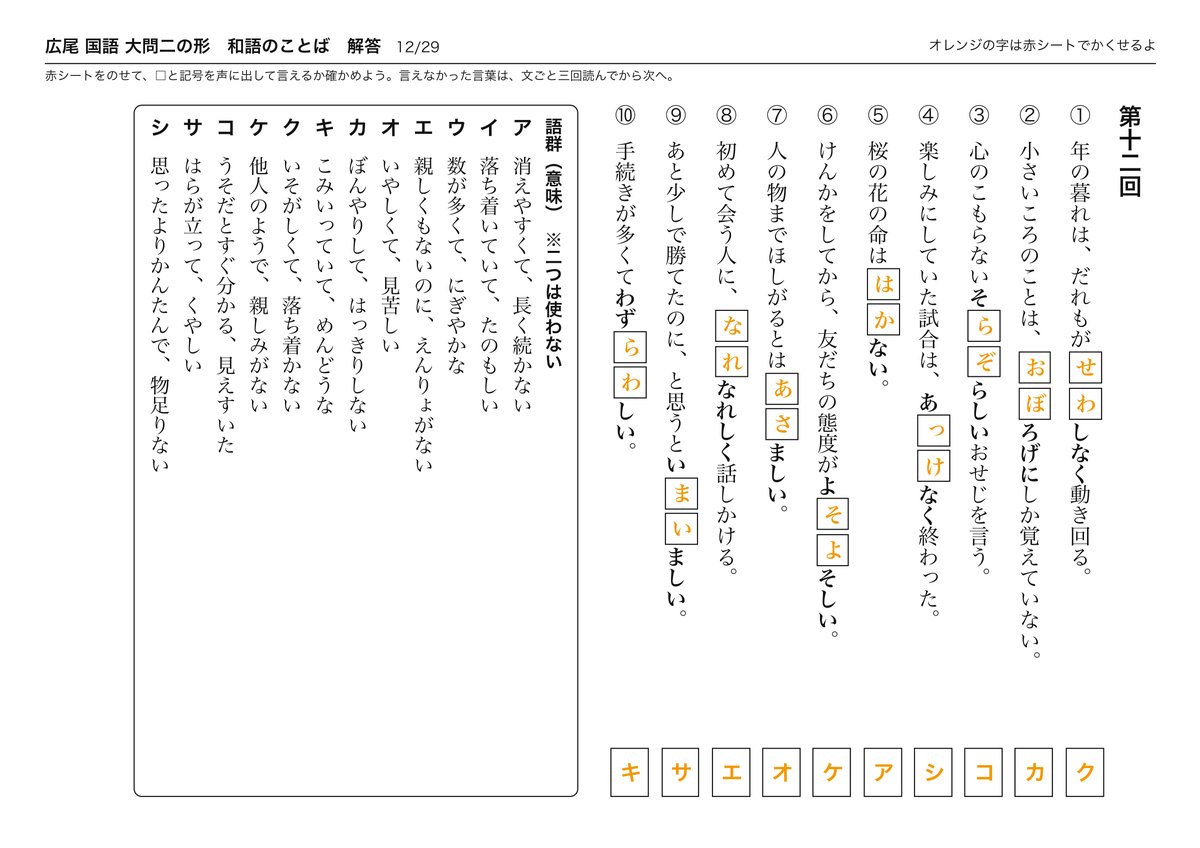 広尾 国語 大問二の形　和語のことば　解答　12/29
オレンジの字は赤シートでかくせるよ
赤シートをのせて、□と記号を声に出して言えるか確かめよう。言えなかった言葉は、文ごと三回読んでから次へ。
第十二回
① 年の暮れは、だれもがせわしなく動き回る。 ク
② 小さいころのことは、おぼろげにしか覚えていない。 カ
③ 心のこもらないそらぞらしいおせじを言う。 コ
④ 楽しみにしていた試合は、あっけなく終わった。 シ
⑤ 桜の花の命ははかない。 ア
⑥ けんかをしてから、友だちの態度がよそよそしい。 ケ
⑦ 人の物までほしがるとはあさましい。 オ
⑧ 初めて会う人に、なれなれしく話しかける。 エ
⑨ あと少しで勝てたのに、と思うといまいましい。 サ
⑩ 手続きが多くてわずらわしい。 キ
語群（意味）　※二つは使わない
ア　消えやすくて、長く続かない
イ　落ち着いていて、たのもしい
ウ　数が多くて、にぎやかな
エ　親しくもないのに、えんりょがない
オ　いやしくて、見苦しい
カ　ぼんやりして、はっきりしない
キ　こみいっていて、めんどうな
ク　いそがしくて、落ち着かない
ケ　他人のようで、親しみがない
コ　うそだとすぐ分かる、見えすいた
サ　はらが立って、くやしい
シ　思ったよりかんたんで、物足りない